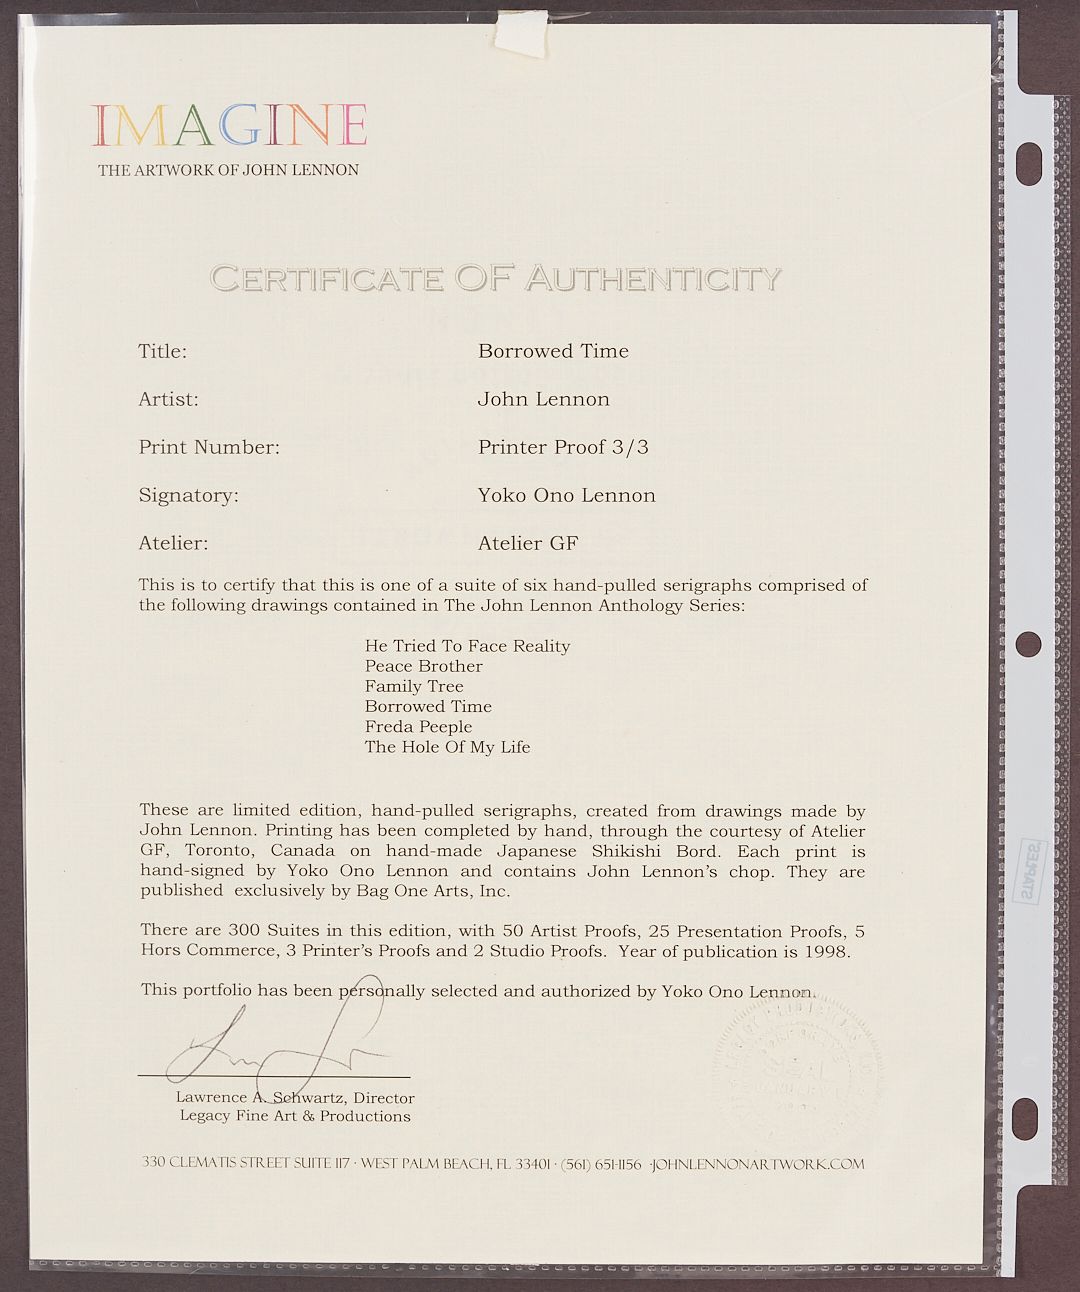 IMAGINE
THE ARTWORK OF JOHN LENNON
CERTIFICATE OF AUTHENTICITY
Title: Borrowed Time
Artist: John Lennon
Print Number: Printer Proof 3/3
Signatory: Yoko Ono Lennon
Atelier: Atelier GF
This is to certify that this is one of a suite of six hand-pulled serigraphs comprised of
the following drawings contained in The John Lennon Anthology Series:
He Tried To Face Reality
Peace Brother
Family Tree
Borrowed Time
Freda Peeple
The Hole Of My Life
These are limited edition, hand-pulled serigraphs, created from drawings made by
John Lennon. Printing has been completed by hand, through the courtesy of Atelier
GF, Toronto, Canada on hand-made Japanese Shikishi Bord. Each print is
hand-signed by Yoko Ono Lennon and contains John Lennon's chop. They are
published exclusively by Bag One Arts, Inc.
There are 300 Suites in this edition, with 50 Artist Proofs, 25 Presentation Proofs, 5
Hors Commerce, 3 Printer's Proofs and 2 Studio Proofs. Year of publication is 1998.
This portfolio has been personally selected and authorized by Yoko Ono Lennon.
Lawrence A. Schwartz, Director
Legacy Fine Art & Productions
330 CLEMATIS STREET SUITE 117 · WEST PALM BEACH, FL 33401 · (561) 651-1156 ·JOHNLENNONARTWORK.COM
STAPLES